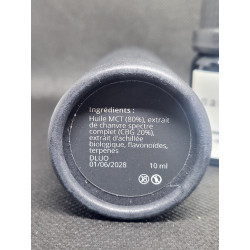 Ingrédients :
Huile MCT (80%), extrait
de chanvre spectre
complet (CBG 20%),
extrait d'achillée
biologique, flavonoïdes,
terpènes
DLUO
01/06/2028 10 ml